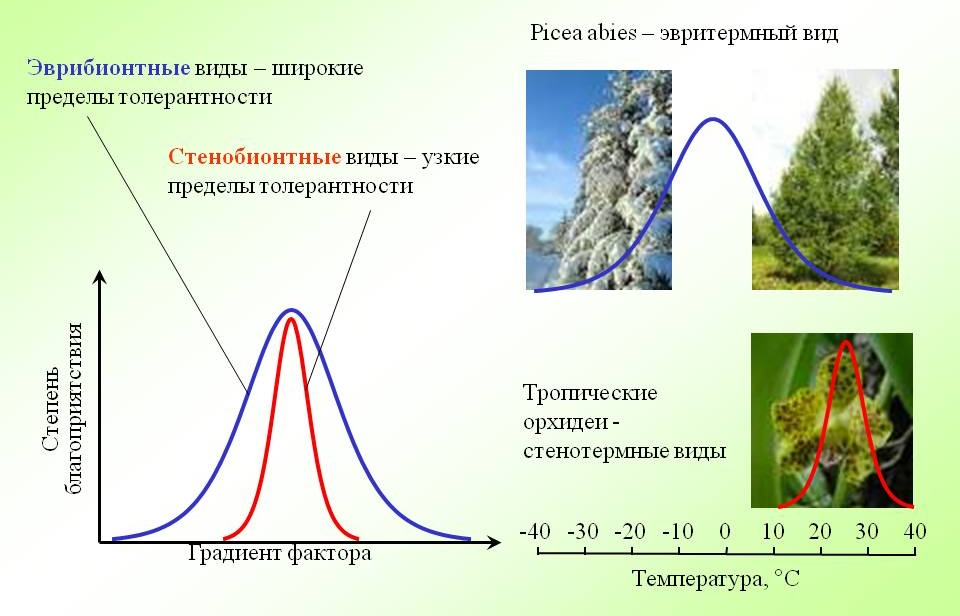 Picea abies – эвритермный вид
Эврибионтные виды – широкие
пределы толерантности
Стенобионтные виды – узкие
пределы толерантности
Степень
благоприятствия
Градиент фактора
Тропические
орхидеи -
стенотермные виды
-40 -30 -20 -10 0 10 20 30 40
Температура, °C